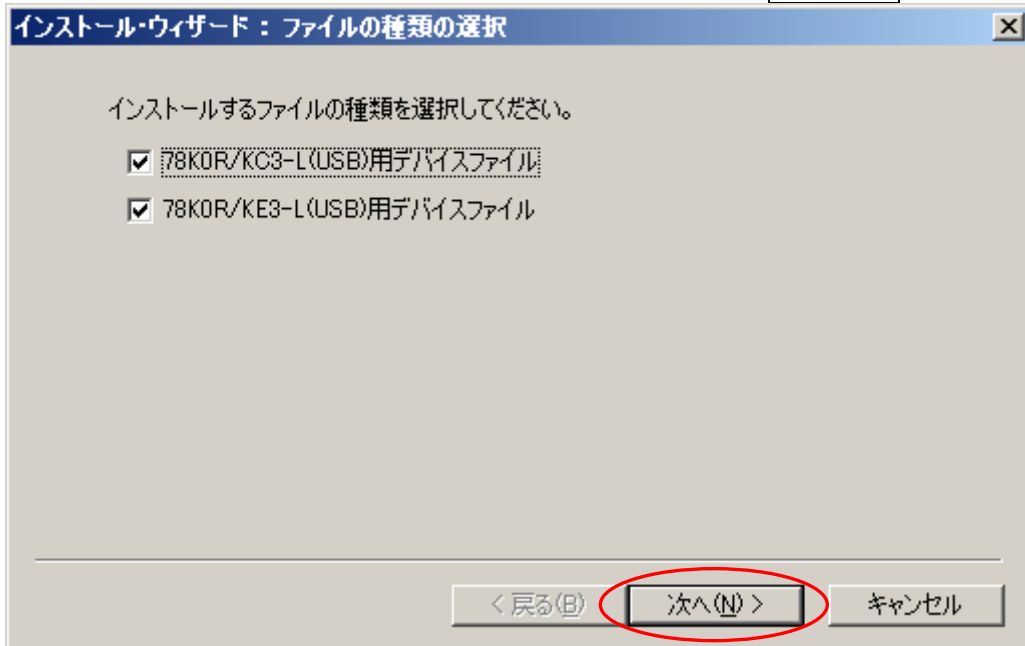 インストール・ウィザード： ファイルの種類の選択
インストールするファイルの種類を選択してください。
78K0R/KC3-L(USB)用デバイスファイル
78K0R/KE3-L(USB)用デバイスファイル
< 戻る(B) 次へ(N) > キャンセル